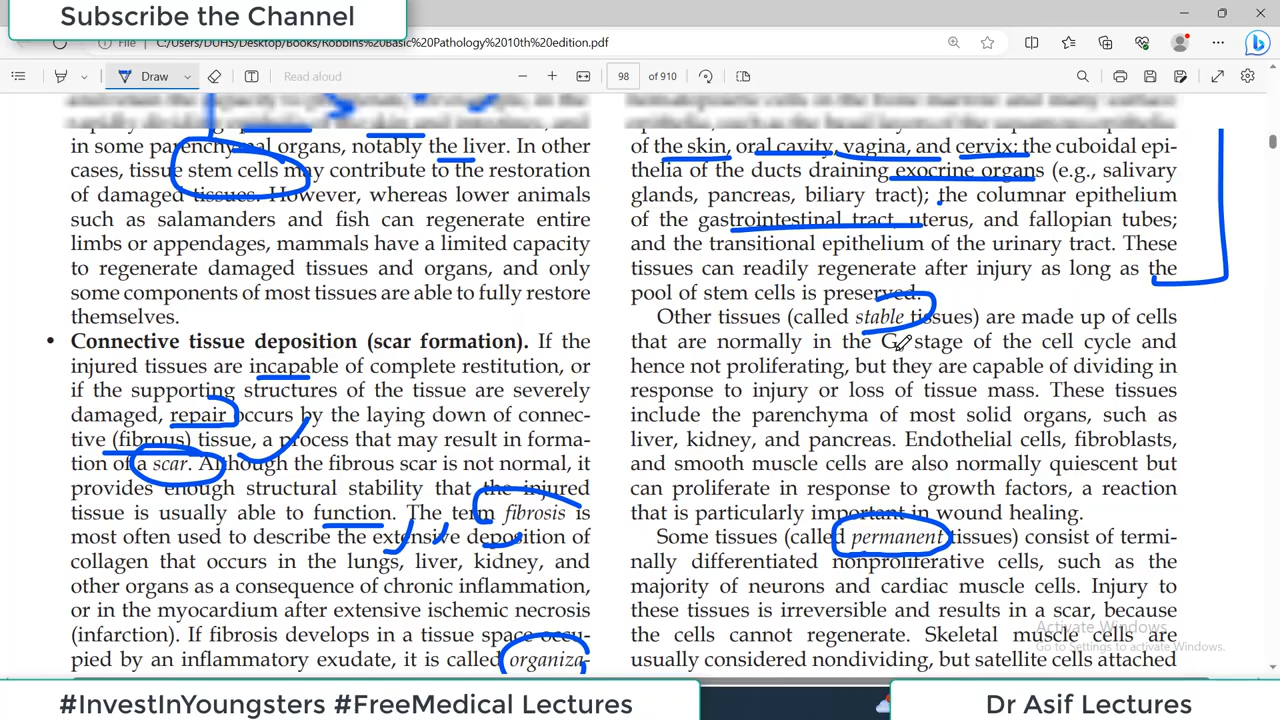 Subscribe the Channel
File
C:/Users/DUHS/Desktop/Books/Robbins%20Basic%20Pathology%2010th%20edition.pdf
Draw
Read aloud
98
of 910
in some parenchymal organs, notably the liver. In other
cases, tissue stem cells may contribute to the restoration
of damaged tissues. However, whereas lower animals
such as salamanders and fish can regenerate entire
limbs or appendages, mammals have a limited capacity
to regenerate damaged tissues and organs, and only
some components of most tissues are able to fully restore
themselves.
• Connective tissue deposition (scar formation). If the
injured tissues are incapable of complete restitution, or
if the supporting structures of the tissue are severely
damaged, repair occurs by the laying down of connec-
tive (fibrous) tissue, a process that may result in forma-
tion of a scar. Although the fibrous scar is not normal, it
provides enough structural stability that the injured
tissue is usually able to function. The term fibrosis is
most often used to describe the extensive deposition of
collagen that occurs in the lungs, liver, kidney, and
other organs as a consequence of chronic inflammation,
or in the myocardium after extensive ischemic necrosis
(infarction). If fibrosis develops in a tissue space occu-
pied by an inflammatory exudate, it is called organiza-
of the skin, oral cavity, vagina, and cervix; the cuboidal epi-
thelia of the ducts draining exocrine organs (e.g., salivary
glands, pancreas, biliary tract); the columnar epithelium
of the gastrointestinal tract, uterus, and fallopian tubes;
and the transitional epithelium of the urinary tract. These
tissues can readily regenerate after injury as long as the
pool of stem cells is preserved.
Other tissues (called stable tissues) are made up of cells
that are normally in the G stage of the cell cycle and
hence not proliferating, but they are capable of dividing in
response to injury or loss of tissue mass. These tissues
include the parenchyma of most solid organs, such as
liver, kidney, and pancreas. Endothelial cells, fibroblasts,
and smooth muscle cells are also normally quiescent but
can proliferate in response to growth factors, a reaction
that is particularly important in wound healing.
Some tissues (called permanent tissues) consist of termi-
nally differentiated nonproliferative cells, such as the
majority of neurons and cardiac muscle cells. Injury to
these tissues is irreversible and results in a scar, because
the cells cannot regenerate. Skeletal muscle cells are
usually considered nondividing, but satellite cells attached
Activate Windows
Go to Settings to activate Windows.
#InvestInYoungsters #FreeMedical Lectures
Dr Asif Lectures